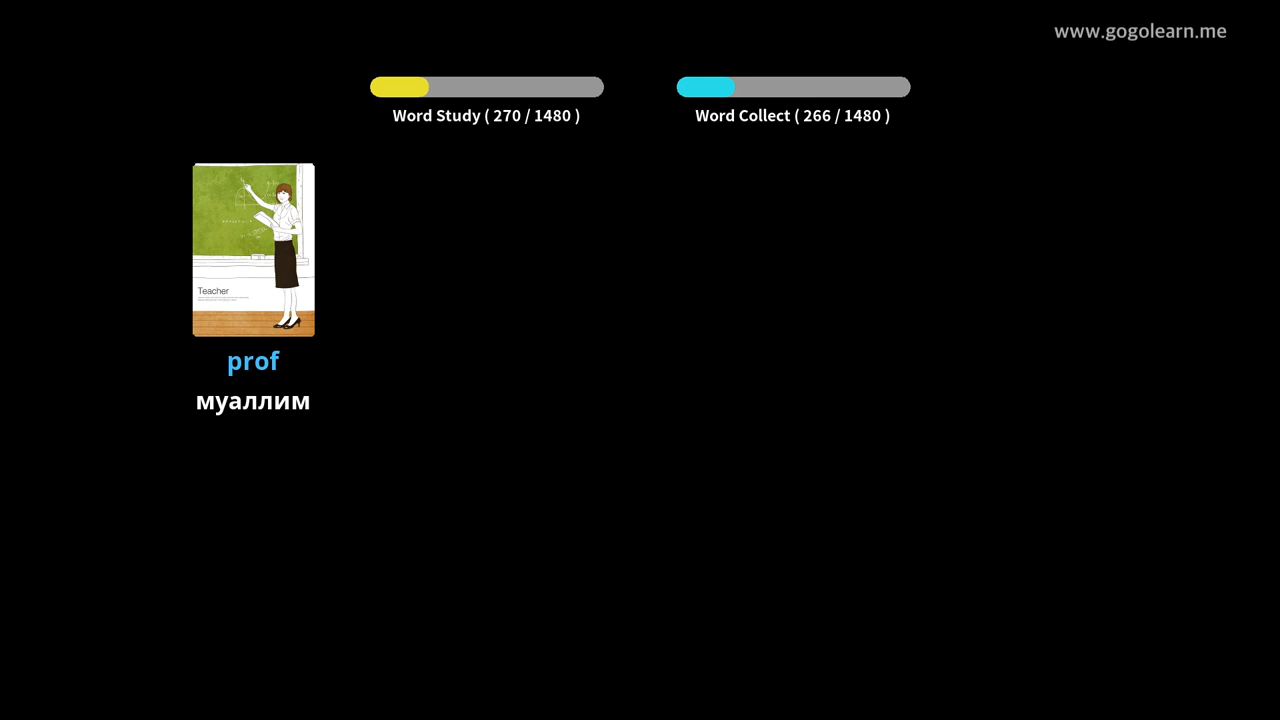 www.gogolearn.me
Word Study ( 270 / 1480 )
Word Collect ( 266 / 1480 )
Teacher
prof
муаллим